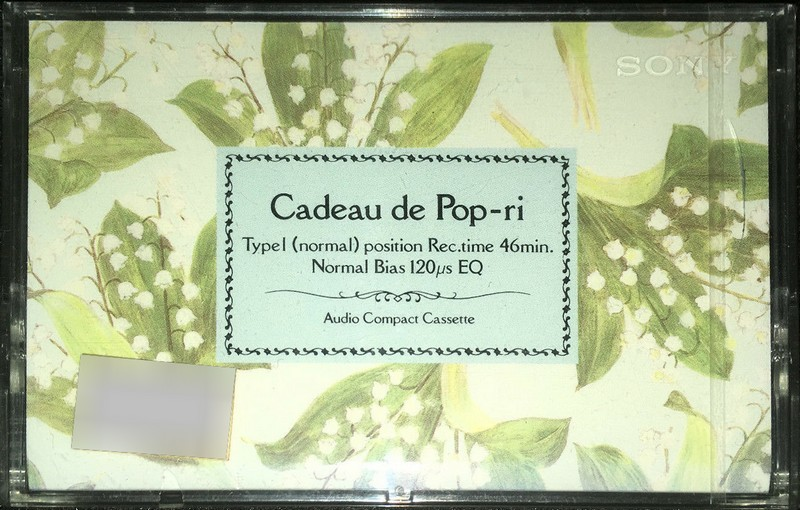 SONY
Cadeau de Pop-ri
Type I (normal) position Rec.time 46min.
Normal Bias 120μs EQ
Audio Compact Cassette